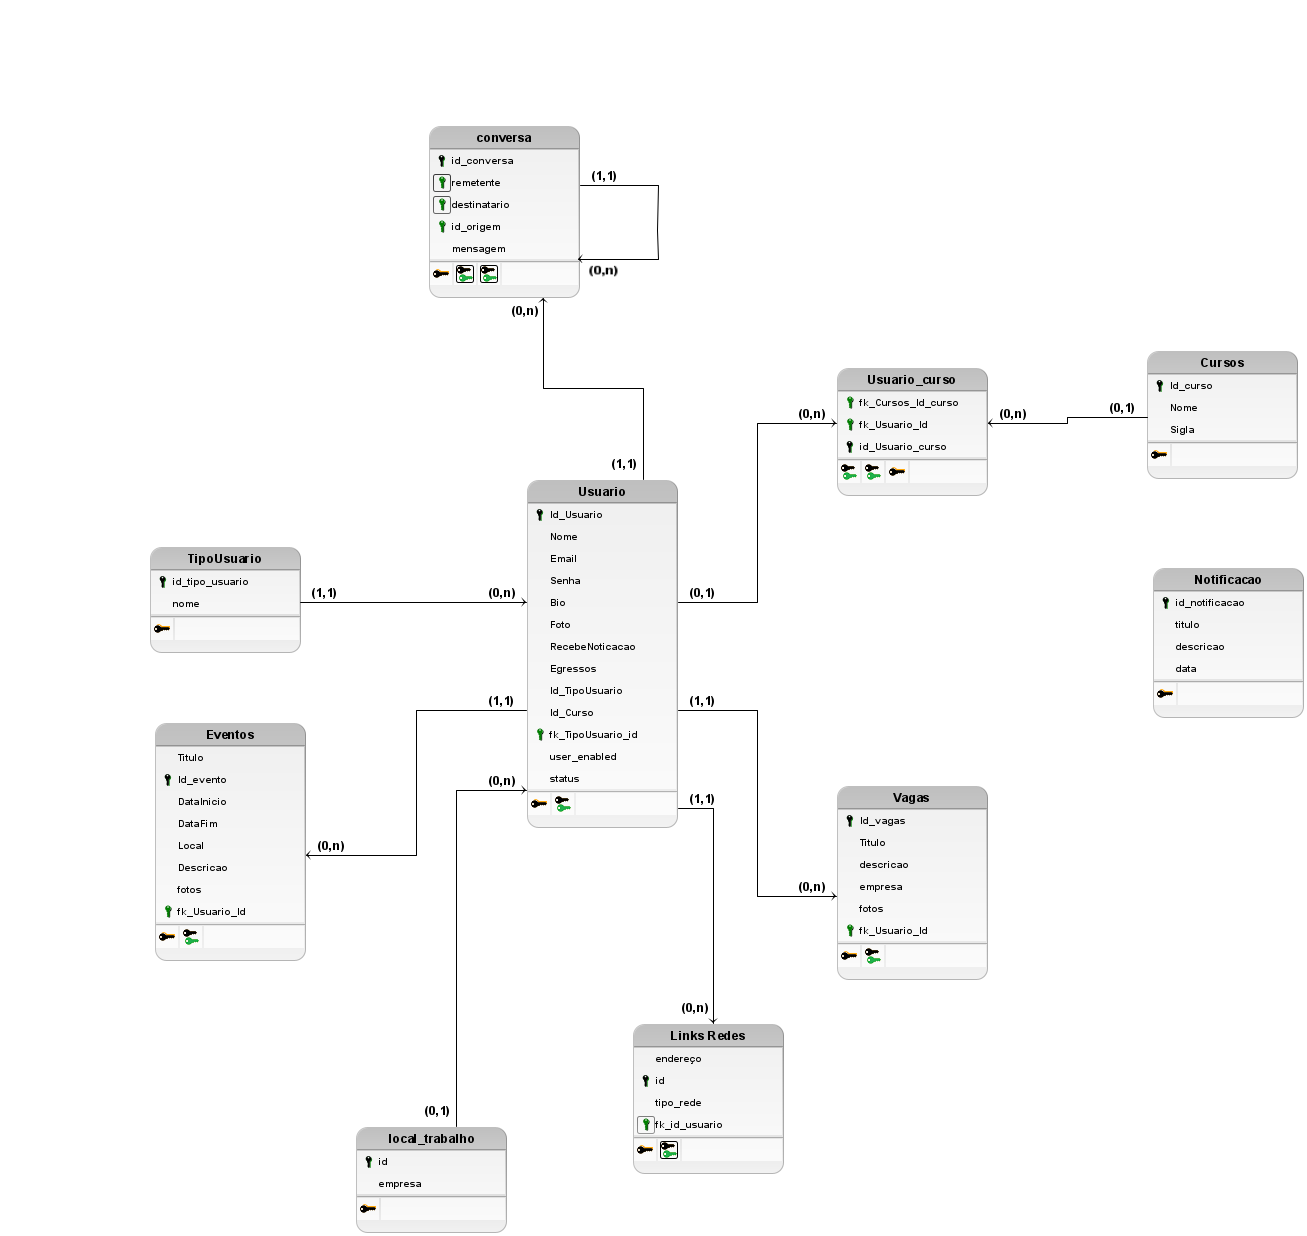 conversa
id_conversa
remetente
destinatario
id_origem
mensagem
(1,1)
(0,n)
(0,n)
(1,1)
Usuario_curso
fk_Cursos_Id_curso
fk_Usuario_Id
id_Usuario_curso
(0,n)
(0,n)
(0,1)
Cursos
Id_curso
Nome
Sigla
TipoUsuario
id_tipo_usuario
nome
(1,1)
(0,n)
Usuario
Id_Usuario
Nome
Email
Senha
Bio
Foto
RecebeNoticacao
Egressos
Id_TipoUsuario
Id_Curso
fk_TipoUsuario_id
user_enabled
status
(0,1)
(1,1)
(1,1)
(1,1)
(0,n)
Notificacao
id_notificacao
titulo
descricao
data
Eventos
Titulo
Id_evento
DataInicio
DataFim
Local
Descricao
fotos
fk_Usuario_Id
(0,n)
Vagas
Id_vagas
Titulo
descricao
empresa
fotos
fk_Usuario_Id
(0,n)
(0,n)
Links Redes
endereço
id
tipo_rede
fk_id_usuario
(0,1)
local_trabalho
id
empresa